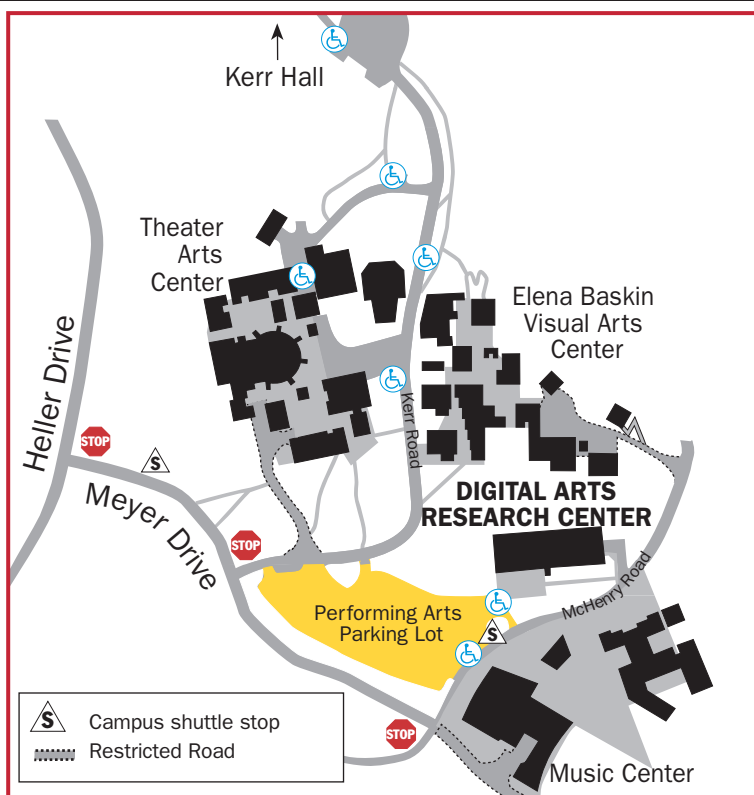 Kerr Hall
Theater
Arts
Center
Elena Baskin
Visual Arts
Center
Heller Drive
STOP
S
Kerr Road
Meyer Drive
DIGITAL ARTS
RESEARCH CENTER
STOP
McHenry Road
Performing Arts
Parking Lot
S
STOP
S Campus shuttle stop
Restricted Road
Music Center